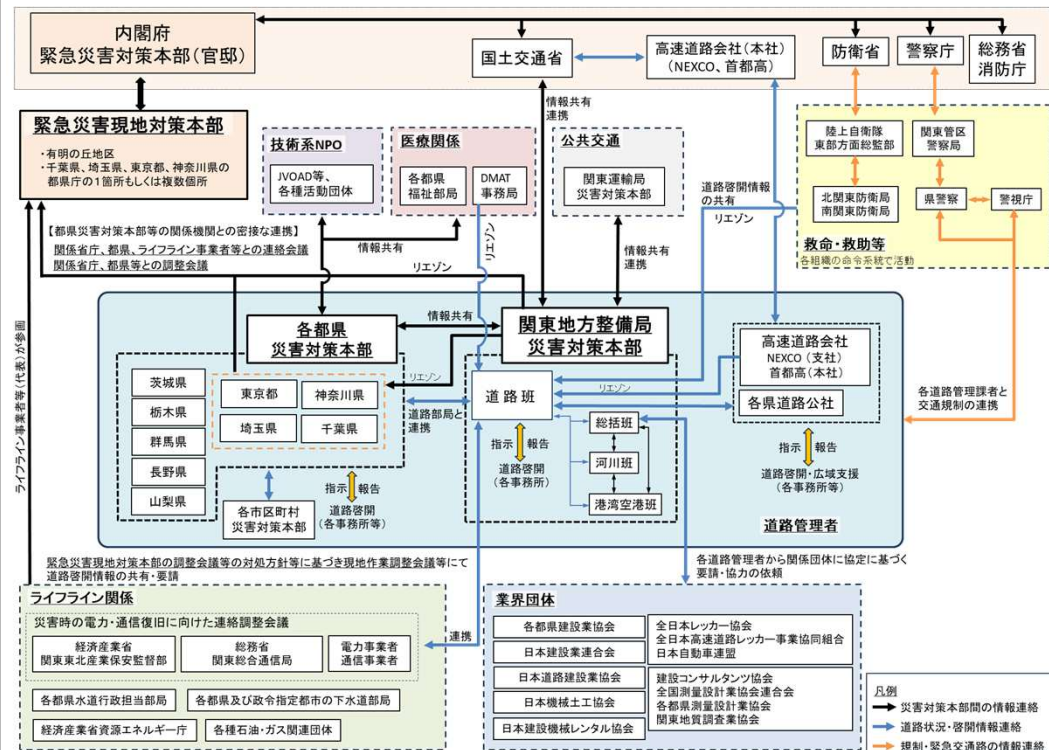 内閣府
緊急災害対策本部(官邸)
国土交通省
高速道路会社(本社)
(NEXCO、首都高)
防衛省
警察庁
総務省
消防庁
緊急災害現地対策本部
・有明の丘地区
・千葉県、埼玉県、東京都、神奈川県の
都県庁の1箇所もしくは複数個所
技術系NPO
JVOAD等、
各種活動団体
医療関係
各都県
福祉部局
DMAT
事務局
情報共有
連携
公共交通
関東運輸局
災害対策本部
陸上自衛隊
東部方面総監部
北関東防衛局
南関東防衛局
関東管区
警察局
県警察
警視庁
救命・救助等
各組織の命令系統で活動
道路啓開情報
の共有
リエゾン
【都県災害対策本部等の関係機関との密接な連携】
関係省庁、都県、ライフライン事業者等との連絡会議
関係省庁、都県等との調整会議
情報共有
リエゾン
リエゾン
情報共有
連携
ライフライン事業者等(代表)が参画
各都県
災害対策本部
情報共有
関東地方整備局
災害対策本部
高速道路会社
NEXCO(支社)
首都高(本社)
各県道路公社
茨城県
栃木県
群馬県
長野県
山梨県
東京都
神奈川県
埼玉県
千葉県
リエゾン
道路部局と
連携
道路班
リエゾン
総括班
河川班
港湾空港班
指示
報告
道路啓開
(各事務所)
指示
報告
道路啓開・広域支援
(各事務所等)
各道路管理課者と
交通規制の連携
各市区町村
災害対策本部
指示
報告
道路啓開
(各事務所等)
道路管理者
緊急災害現地対策本部の調整会議等の対処方針等に基づき現地作業調整会議等にて
道路啓開情報の共有・要請
各道路管理者から関係団体に協定に基づく
要請・協力の依頼
ライフライン関係
災害時の電力・通信復旧に向けた連絡調整会議
経済産業省
関東東北産業保安監督部
総務省
関東総合通信局
電力事業者
通信事業者
連携
各都県水道行政担当部局
各都県及び政令指定都市の下水道部局
経済産業省資源エネルギー庁
各種石油・ガス関連団体
業界団体
各都県建設業協会
日本建設業連合会
日本道路建設業協会
日本機械土工協会
日本建設機械レンタル協会
全日本レッカー協会
全日本高速道路レッカー事業協同組合
日本自動車連盟
建設コンサルタンツ協会
全国測量設計業協会連合会
各都県測量設計業協会
関東地質調査業協会
凡例
災害対策本部間の情報連絡
道路状況・啓開情報連絡
規制・緊急交通路の情報連絡